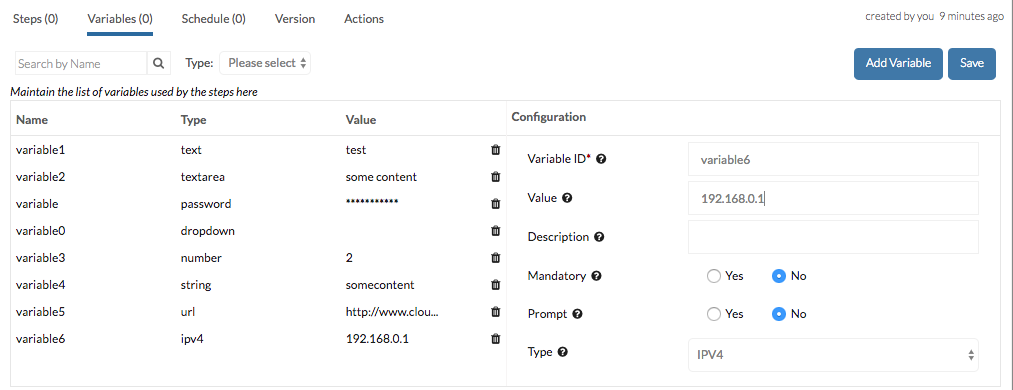 Steps (0) Variables (0) Schedule (0) Version Actions created by you 9 minutes ago
Search by Name Type: Please select Add Variable Save
Maintain the list of variables used by the steps here
Name Type Value
variable1 text test
variable2 textarea some content
variable password ***********
variable0 dropdown
variable3 number 2
variable4 string somecontent
variable5 url http://www.clou...
variable6 ipv4 192.168.0.1
Configuration
Variable ID* ?
variable6
Value ?
192.168.0.1
Description ?
Mandatory ? Yes No
Prompt ? Yes No
Type ? IPV4